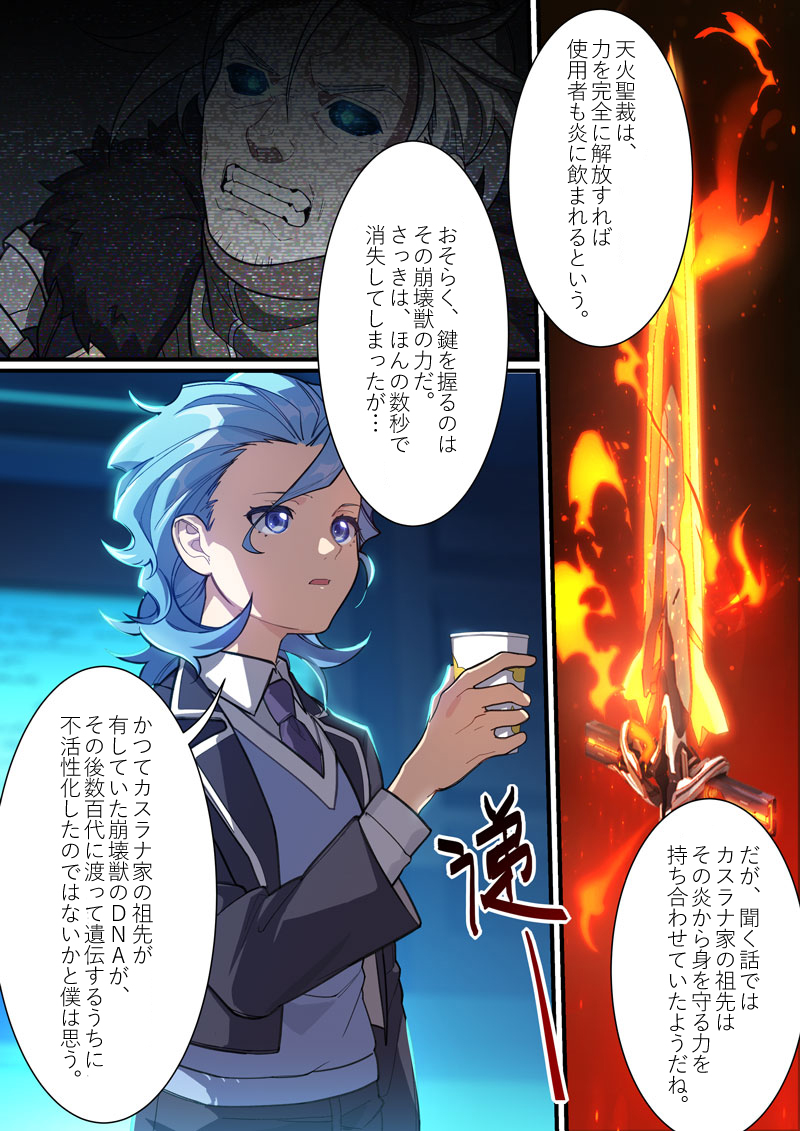 天火聖裁は、
力を完全に解放すれば
使用者も炎に飲まれるという。
だが、聞く話では
カスラナ家の祖先は
その炎から身を守る力を
持ち合わせていたようだね。
おそらく、鍵を握るのは
その崩壊獣の力だ。
さっきは、ほんの数秒で
消失してしまったが…
递
かつてカスラナ家の祖先が
有していた崩壊獣のDNAが、
その後数百代に渡って遺伝するうちに
不活性化したのではないかと僕は思う。